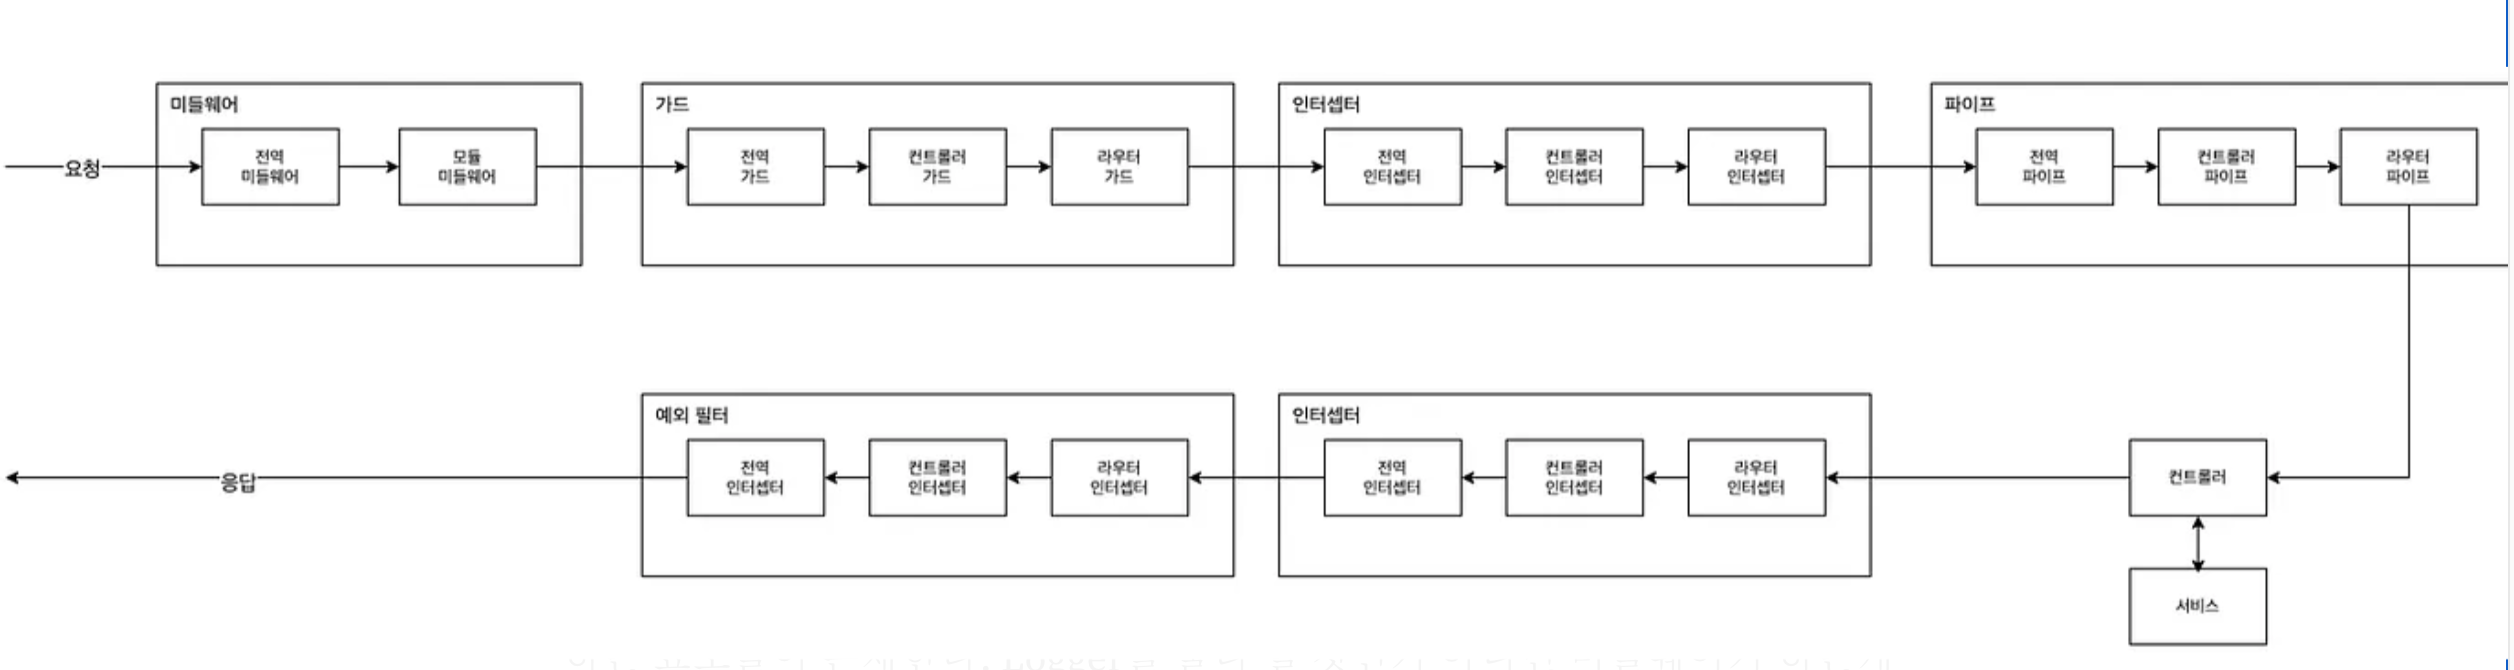 미들웨어
가드
인터셉터
파이프
요청
전역
미들웨어
모듈
미들웨어
전역
가드
컨트롤러
가드
라우터
가드
전역
인터셉터
컨트롤러
인터셉터
라우터
인터셉터
전역
파이프
컨트롤러
파이프
라우터
파이프
예외 필터
인터셉터
응답
전역
인터셉터
컨트롤러
인터셉터
라우터
인터셉터
전역
인터셉터
컨트롤러
인터셉터
라우터
인터셉터
컨트롤러
서비스